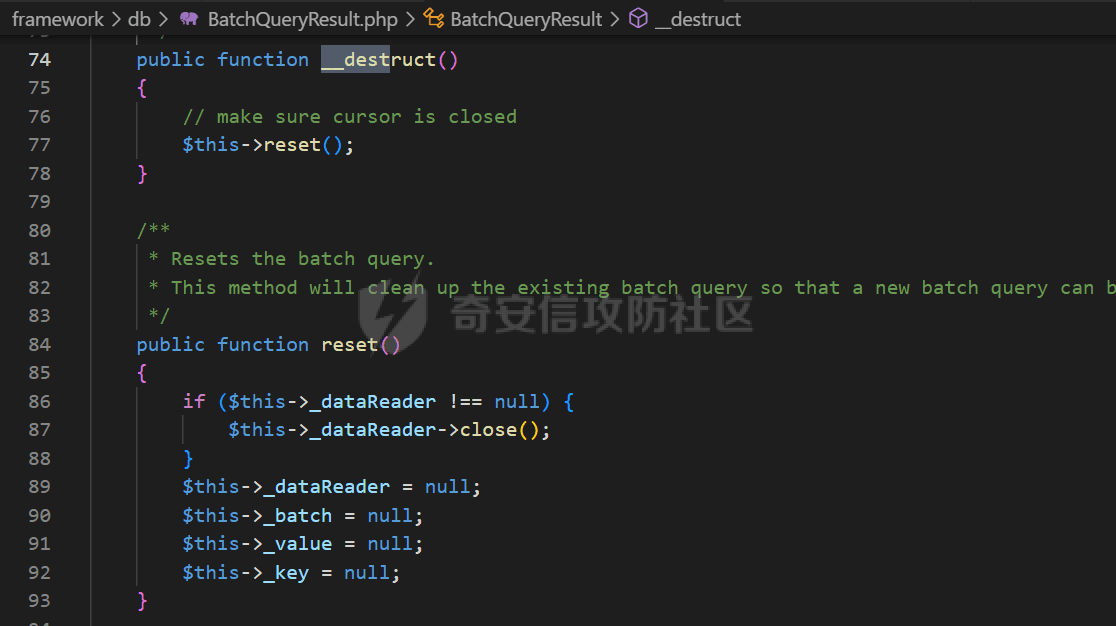 framework > db > BatchQueryResult.php > BatchQueryResult > __destruct
74 public function __destruct()
75 {
76 // make sure cursor is closed
77 $this->reset();
78 }
79
80 /**
81 * Resets the batch query.
82 * This method will clean up the existing batch query so that a new batch query can b
83 */
84 public function reset()
85 {
86 if ($this->_dataReader !== null) {
87 $this->_dataReader->close();
88 }
89 $this->_dataReader = null;
90 $this->_batch = null;
91 $this->_value = null;
92 $this->_key = null;
93 }
奇安信攻防社区